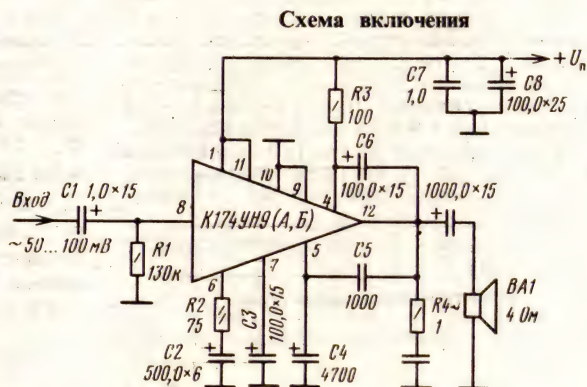 Схема включения
+ Uп
C7
1,0
+ C8
100,0×25
R3
100
C6
+
100,0×15
1
11
10
9
4
12
1000,0×15
+
Вход
C1 1,0×15
+
8
К174УН9 (А, Б)
~50...100 мВ
R1
130к
6
7
5
C5
1000
R2
75
C3
100,0×15
R4~
1
BA1
4 Ом
C2
500,0×6
+
+
+
C4
4700